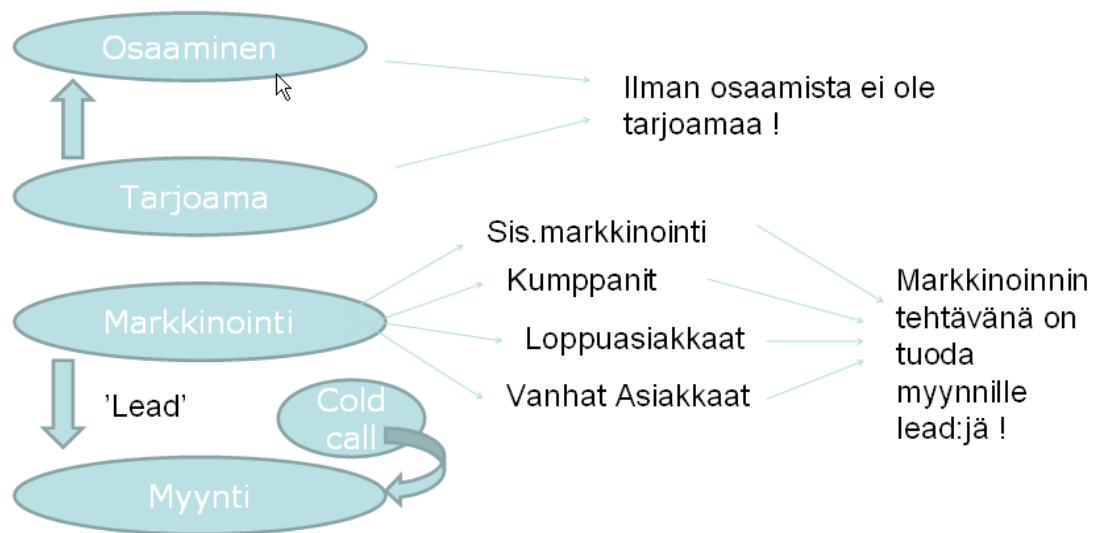 Osaaminen
Ilman osaamista ei ole
tarjoamaa !
Tarjoama
Sis.markkinointi
Kumppanit
Markkinointi
Loppuasiakkaat
Vanhat Asiakkaat
Markkinoinnin
tehtävänä on
tuoda
myynnille
lead:jä !
'Lead'
Cold
call
Myynti